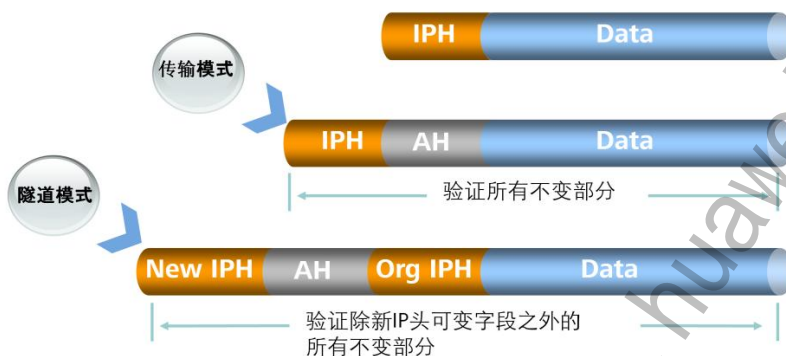 IPH Data
传输模式
IPH AH Data
验证所有不变部分
隧道模式
New IPH AH Org IPH Data
验证除新IP头可变字段之外的
所有不变部分
huawe